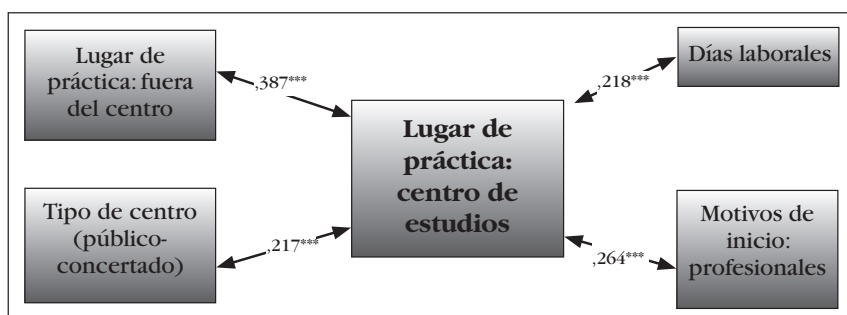 Lugar de
práctica: fuera
del centro
,387***
,218***
Días laborales
Lugar de
práctica:
centro de
estudios
Tipo de centro
(público-
concertado)
,217***
,264***
Motivos de
inicio:
profesionales